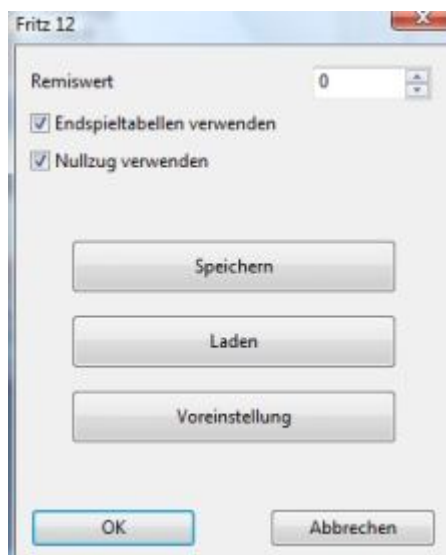 Fritz 12
Remiswert 0
Endspieltabellen verwenden
Nullzug verwenden
Speichern
Laden
Voreinstellung
OK Abbrechen